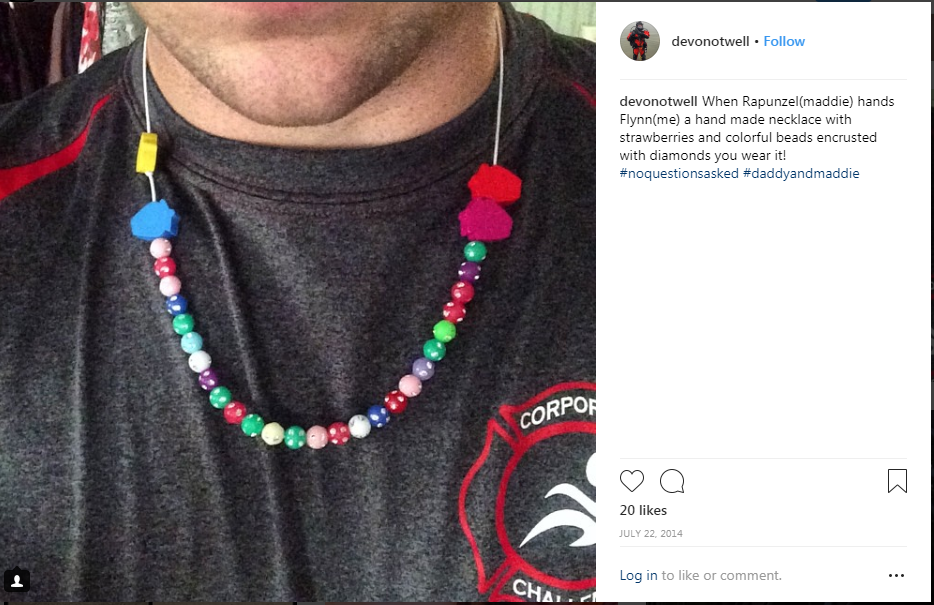 CORPOR
CHALLEN
devonotwell • Follow
devonotwell When Rapunzel(maddie) hands
Flynn(me) a hand made necklace with
strawberries and colorful beads encrusted
with diamonds you wear it!
#noquestionsasked #daddyandmaddie
20 likes
JULY 22, 2014
Log in to like or comment.